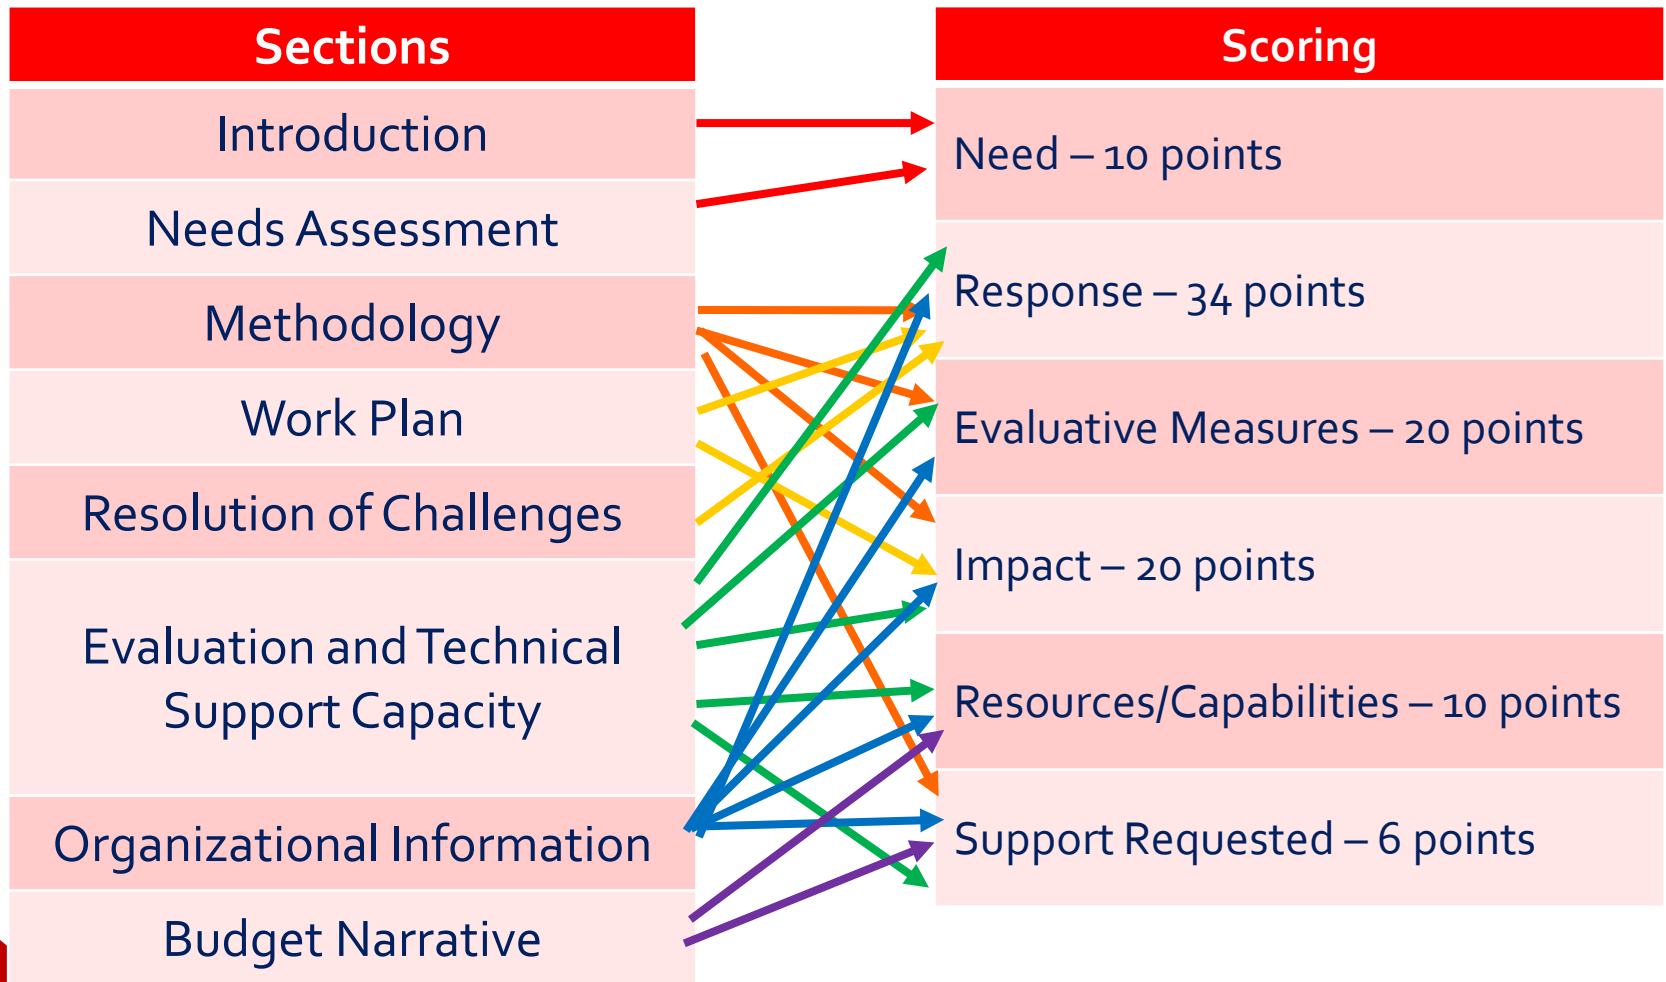 Sections
Introduction
Needs Assessment
Methodology
Work Plan
Resolution of Challenges
Evaluation and Technical
Support Capacity
Organizational Information
Budget Narrative
Scoring
Need – 10 points
Response – 34 points
Evaluative Measures – 20 points
Impact – 20 points
Resources/Capabilities – 10 points
Support Requested – 6 points